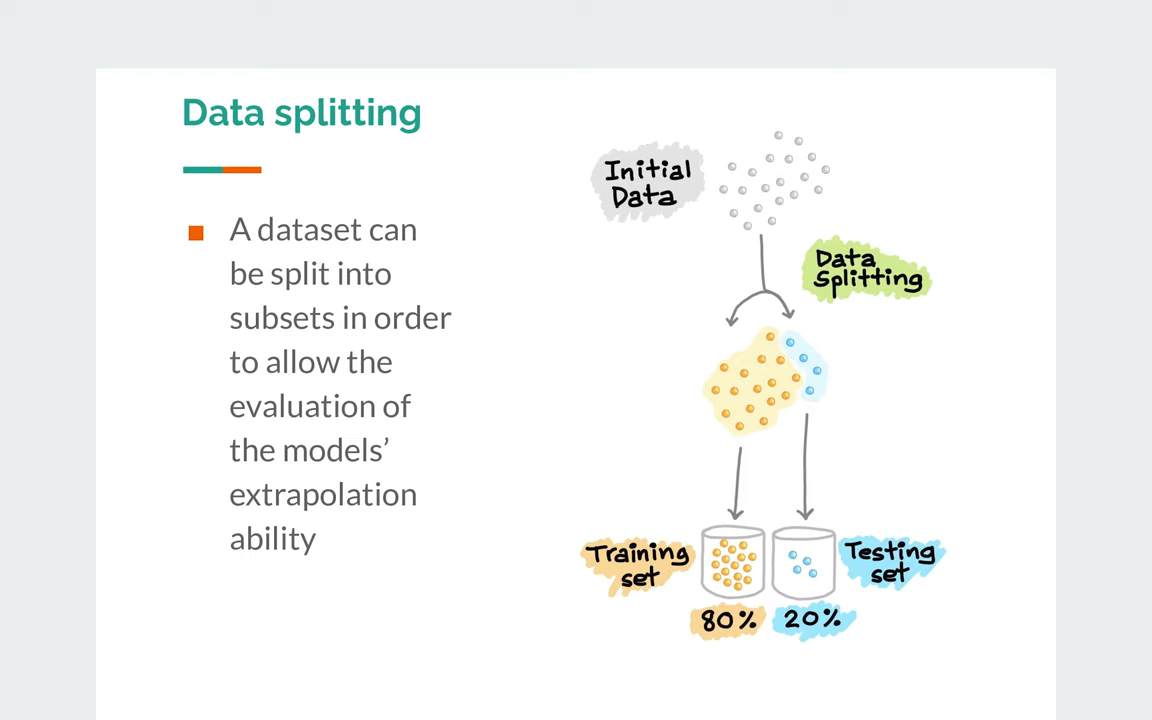 Data splitting
A dataset can
be split into
subsets in order
to allow the
evaluation of
the models’
extrapolation
ability
Initial
Data
Data
Splitting
Training
set
Testing
set
80%
20%